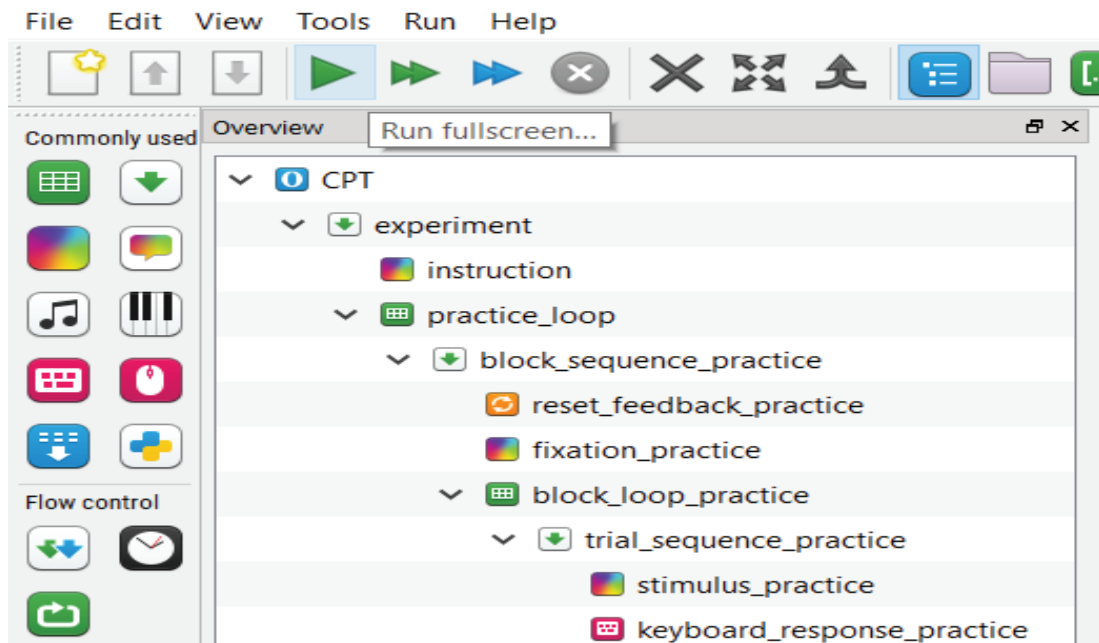 File Edit View Tools Run Help
Commonly used
Overview
Run fullscreen...
CPT
experiment
instruction
practice_loop
block_sequence_practice
reset_feedback_practice
fixation_practice
block_loop_practice
Flow control
trial_sequence_practice
stimulus_practice
keyboard_response_practice